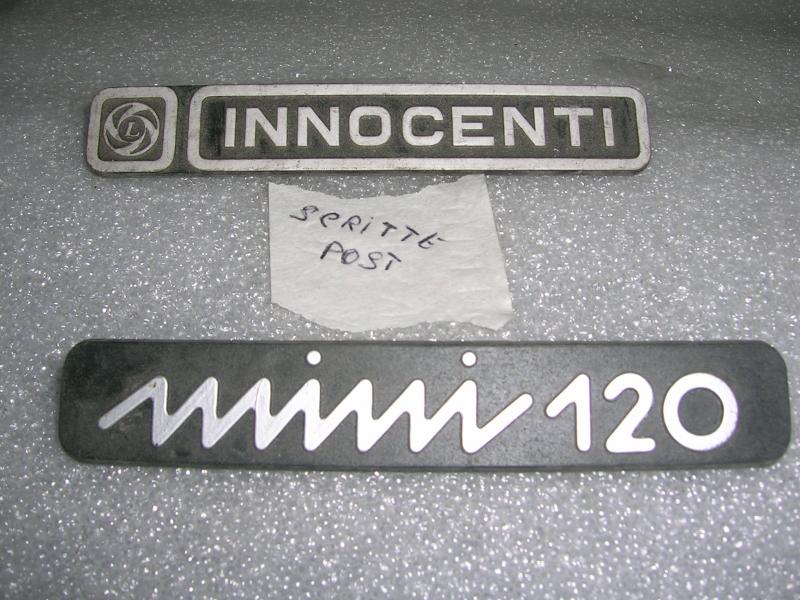 L INNOCENTI
SCRITTE
POST
mini 120